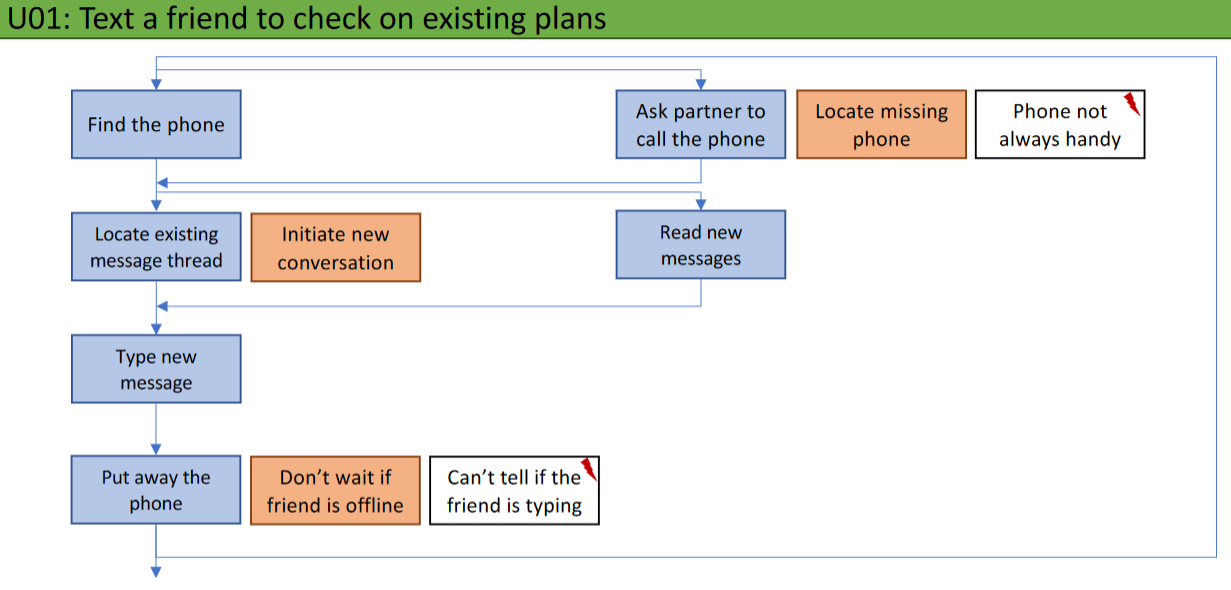 U01: Text a friend to check on existing plans
Find the phone
Ask partner to
call the phone
Locate missing
phone
Phone not
always handy
Locate existing
message thread
Initiate new
conversation
Read new
messages
Type new
message
Put away the
phone
Don’t wait if
friend is offline
Can’t tell if the
friend is typing